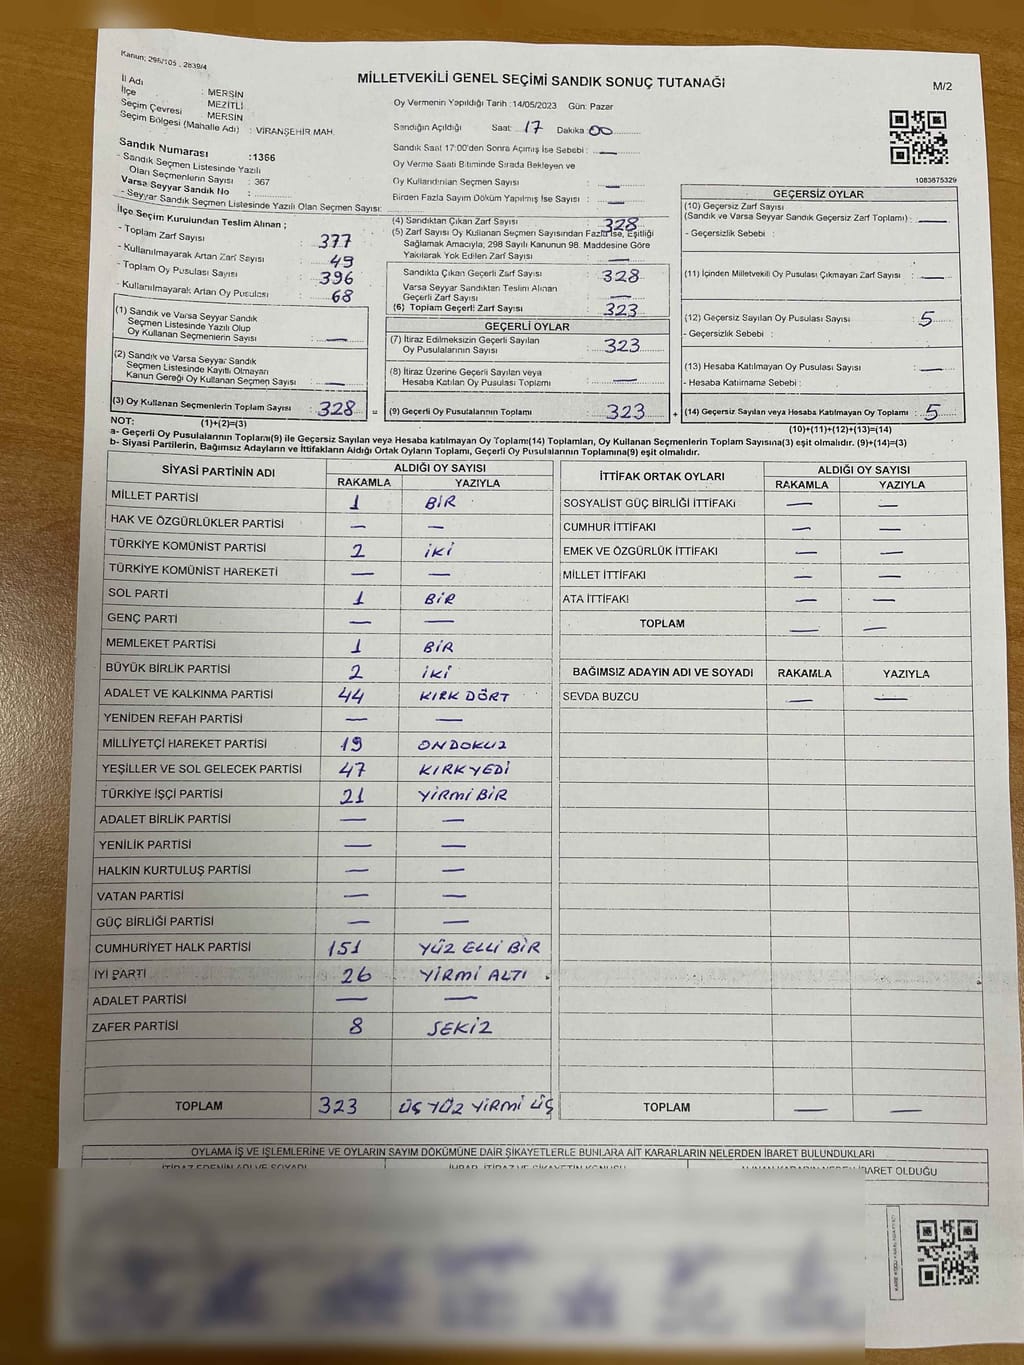 Kanun; 298/105 , 2839/4
MİLLETVEKİLİ GENEL SEÇİMİ SANDIK SONUÇ TUTANAĞI
M/2
İl Adı : MERSİN
İlçe : MEZİTLİ
Seçim Çevresi : MERSİN
Seçim Bölgesi (Mahalle Adı) : VİRANŞEHİR MAH.
Oy Vermenin Yapıldığı Tarih :14/05/2023 Gün: Pazar
Sandığın Açıldığı Saat: 17 Dakika 00
Sandık Saat 17:00'den Sonra Açımış İse Sebebi : —
Oy Verme Saati Bitiminde Sırada Bekleyen ve
Oy Kullandırılan Seçmen Sayısı : —
Birden Fazla Sayım Döküm Yapılmış İse Sayısı : —
1083875329
Sandık Numarası :1366
- Sandık Seçmen Listesinde Yazılı
Olan Seçmenlerin Sayısı : 367
Varsa Seyyar Sandık No :
- Seyyar Sandık Seçmen Listesinde Yazılı Olan Seçmen Sayısı:
İlçe Seçim Kurulundan Teslim Alınan ;
- Toplam Zarf Sayısı : 377
- Kullanılmayarak Artan Zarf Sayısı : 49
- Toplam Oy Pusulası Sayısı : 396
- Kullanılmayarak Artan Oy Pusulası : 68
(1) Sandık ve Varsa Seyyar Sandık
Seçmen Listesinde Yazılı Olup
Oy Kullanan Seçmenlerin Sayısı : —
(2) Sandık ve Varsa Seyyar Sandık
Seçmen Listesinde Kayıtlı Olmayan
Kanun Gereği Oy Kullanan Seçmen Sayısı : —
(3) Oy Kullanan Seçmenlerin Toplam Sayısı : 328 =
(1)+(2)=(3)
(4) Sandıktan Çıkan Zarf Sayısı : 328
(5) Zarf Sayısı Oy Kullanan Seçmen Sayısından Fazla İse, Eşitliği
Sağlamak Amacıyla; 298 Sayılı Kanunun 98. Maddesine Göre
Yakılarak Yok Edilen Zarf Sayısı : —
Sandıkta Çıkan Geçerli Zarf Sayısı : 328
Varsa Seyyar Sandıktan Teslim Alınan
Geçerli Zarf Sayısı : —
(6) Toplam Geçerli Zarf Sayısı : 323
GEÇERLİ OYLAR
(7) İtiraz Edilmeksizin Geçerli Sayılan
Oy Pusulalarının Sayısı : 323
(8) İtiraz Üzerine Geçerli Sayılan veya
Hesaba Katılan Oy Pusulası Toplamı : —
(9) Geçerli Oy Pusulalarının Toplamı : 323 +
GEÇERSİZ OYLAR
(10) Geçersiz Zarf Sayısı
(Sandık ve Varsa Seyyar Sandık Geçersiz Zarf Toplamı) : —
- Geçersizlik Sebebi :
(11) İçinden Milletvekili Oy Pusulası Çıkmayan Zarf Sayısı : —
(12) Geçersiz Sayılan Oy Pusulası Sayısı : 5
- Geçersizlik Sebebi :
(13) Hesaba Katılmayan Oy Pusulası Sayısı : —
- Hesaba Katılmama Sebebi :
(14) Geçersiz Sayılan veya Hesaba Katılmayan Oy Toplamı : 5
(10)+(11)+(12)+(13)=(14)
NOT:
a- Geçerli Oy Pusulalarının Toplamı(9) ile Geçersiz Sayılan veya Hesaba katılmayan Oy Toplamı(14) Toplamları, Oy Kullanan Seçmenlerin Toplam Sayısına(3) eşit olmalıdır. (9)+(14)=(3)
b- Siyasi Partilerin, Bağımsız Adayların ve İttifakların Aldığı Ortak Oyların Toplamı, Geçerli Oy Pusulalarının Toplamına(9) eşit olmalıdır.
SİYASİ PARTİNİN ADI ALDIĞI OY SAYISI
RAKAMLA YAZIYLA
MİLLET PARTİSİ 1 BİR
HAK VE ÖZGÜRLÜKLER PARTİSİ — —
TÜRKİYE KOMÜNİST PARTİSİ 2 İKİ
TÜRKİYE KOMÜNİST HAREKETİ — —
SOL PARTİ 1 BİR
GENÇ PARTİ — —
MEMLEKET PARTİSİ 1 BİR
BÜYÜK BİRLİK PARTİSİ 2 İKİ
ADALET VE KALKINMA PARTİSİ 44 KIRK DÖRT
YENİDEN REFAH PARTİSİ — —
MİLLİYETÇİ HAREKET PARTİSİ 19 ONDOKUZ
YEŞİLLER VE SOL GELECEK PARTİSİ 47 KIRKYEDİ
TÜRKİYE İŞÇİ PARTİSİ 21 YİRMİ BİR
ADALET BİRLİK PARTİSİ — —
YENİLİK PARTİSİ — —
HALKIN KURTULUŞ PARTİSİ — —
VATAN PARTİSİ — —
GÜÇ BİRLİĞİ PARTİSİ — —
CUMHURİYET HALK PARTİSİ 151 YÜZ ELLİ BİR
İYİ PARTİ 26 YİRMİ ALTI
ADALET PARTİSİ — —
ZAFER PARTİSİ 8 SEKİZ
TOPLAM 323 ÜÇ YÜZ YİRMİ ÜÇ
İTTİFAK ORTAK OYLARI ALDIĞI OY SAYISI
RAKAMLA YAZIYLA
SOSYALİST GÜÇ BİRLİĞİ İTTİFAKI — —
CUMHUR İTTİFAKI — —
EMEK VE ÖZGÜRLÜK İTTİFAKI — —
MİLLET İTTİFAKI — —
ATA İTTİFAKI — —
TOPLAM — —
BAĞIMSIZ ADAYIN ADI VE SOYADI RAKAMLA YAZIYLA
SEVDA BUZCU — —
TOPLAM — —
OYLAMA İŞ VE İŞLEMLERİNE VE OYLARIN SAYIM DÖKÜMÜNE DAİR ŞİKAYETLERLE BUNLARA AİT KARARLARIN NELERDEN İBARET BULUNDUKLARI
İTİRAZ EDENİN ADI VE SOYADI İHBAR, İTİRAZ VE ŞİKAYETİN KONUSU ALINAN KARARIN NEDEN İBARET OLDUĞU